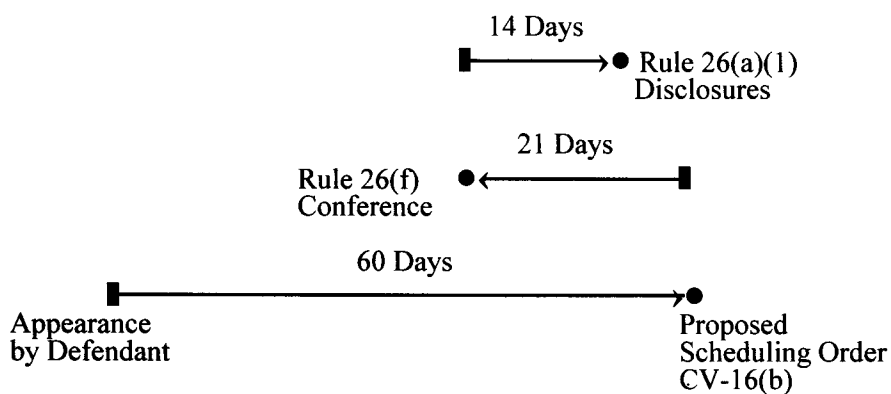 14 Days
Rule 26(a)(1)
Disclosures
21 Days
Rule 26(f)
Conference
60 Days
Appearance
by Defendant
Proposed
Scheduling Order
CV-16(b)